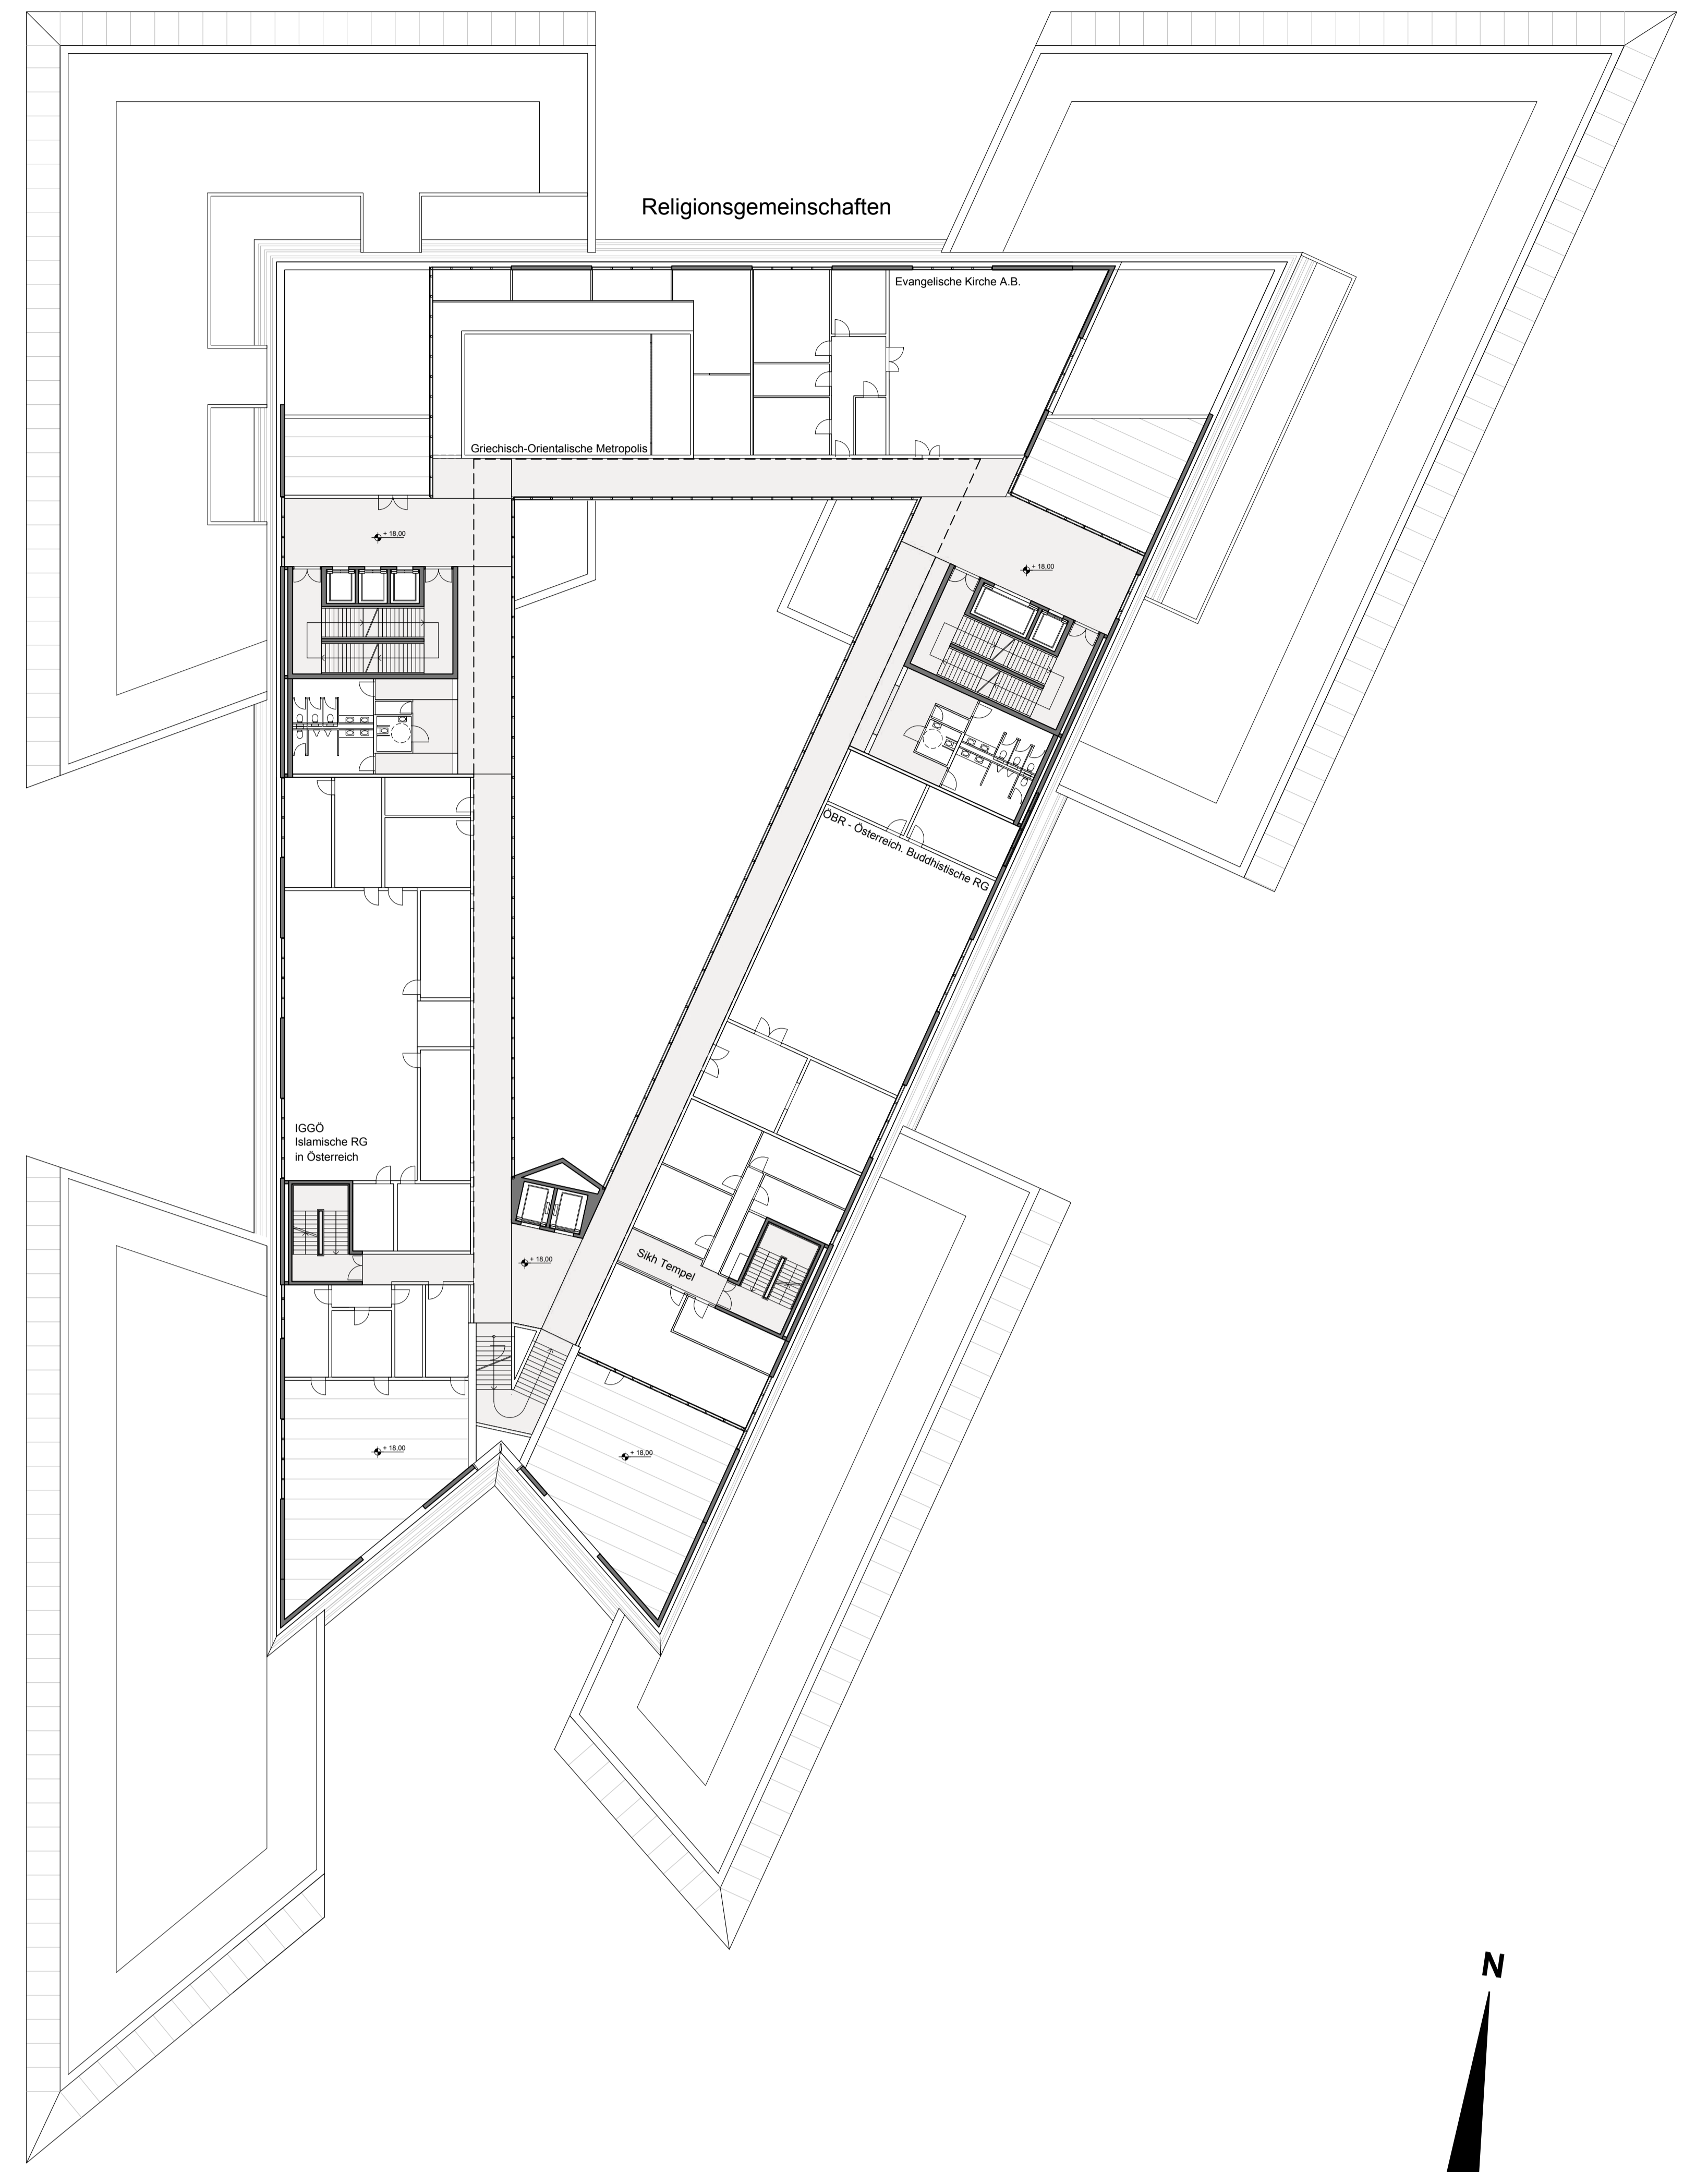 Religionsgemeinschaften
Evangelische Kirche A.B.
Griechisch-Orientalische Metropolis
+ 18,00
+ 18,00
ÖBR - Österreich. Buddhistische RG
IGGÖ
Islamische RG
in Österreich
+ 18,00
Sikh Tempel
+ 18,00
+ 18,00
N